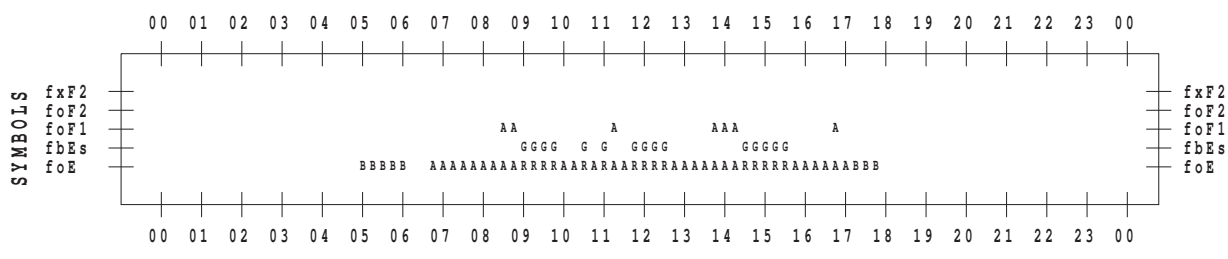 00 01 02 03 04 05 06 07 08 09 10 11 12 13 14 15 16 17 18 19 20 21 22 23 00
SYMBOLS
fxF2 fxF2
foF2 foF2
foF1 AA A AAA A foF1
fbEs GGGG G G GGGG GGGGG fbEs
foE BBBBB AAAAAAAAARRRRAARARAARRRRAAAAAAARRRRRAAAAAABBB foE
00 01 02 03 04 05 06 07 08 09 10 11 12 13 14 15 16 17 18 19 20 21 22 23 00